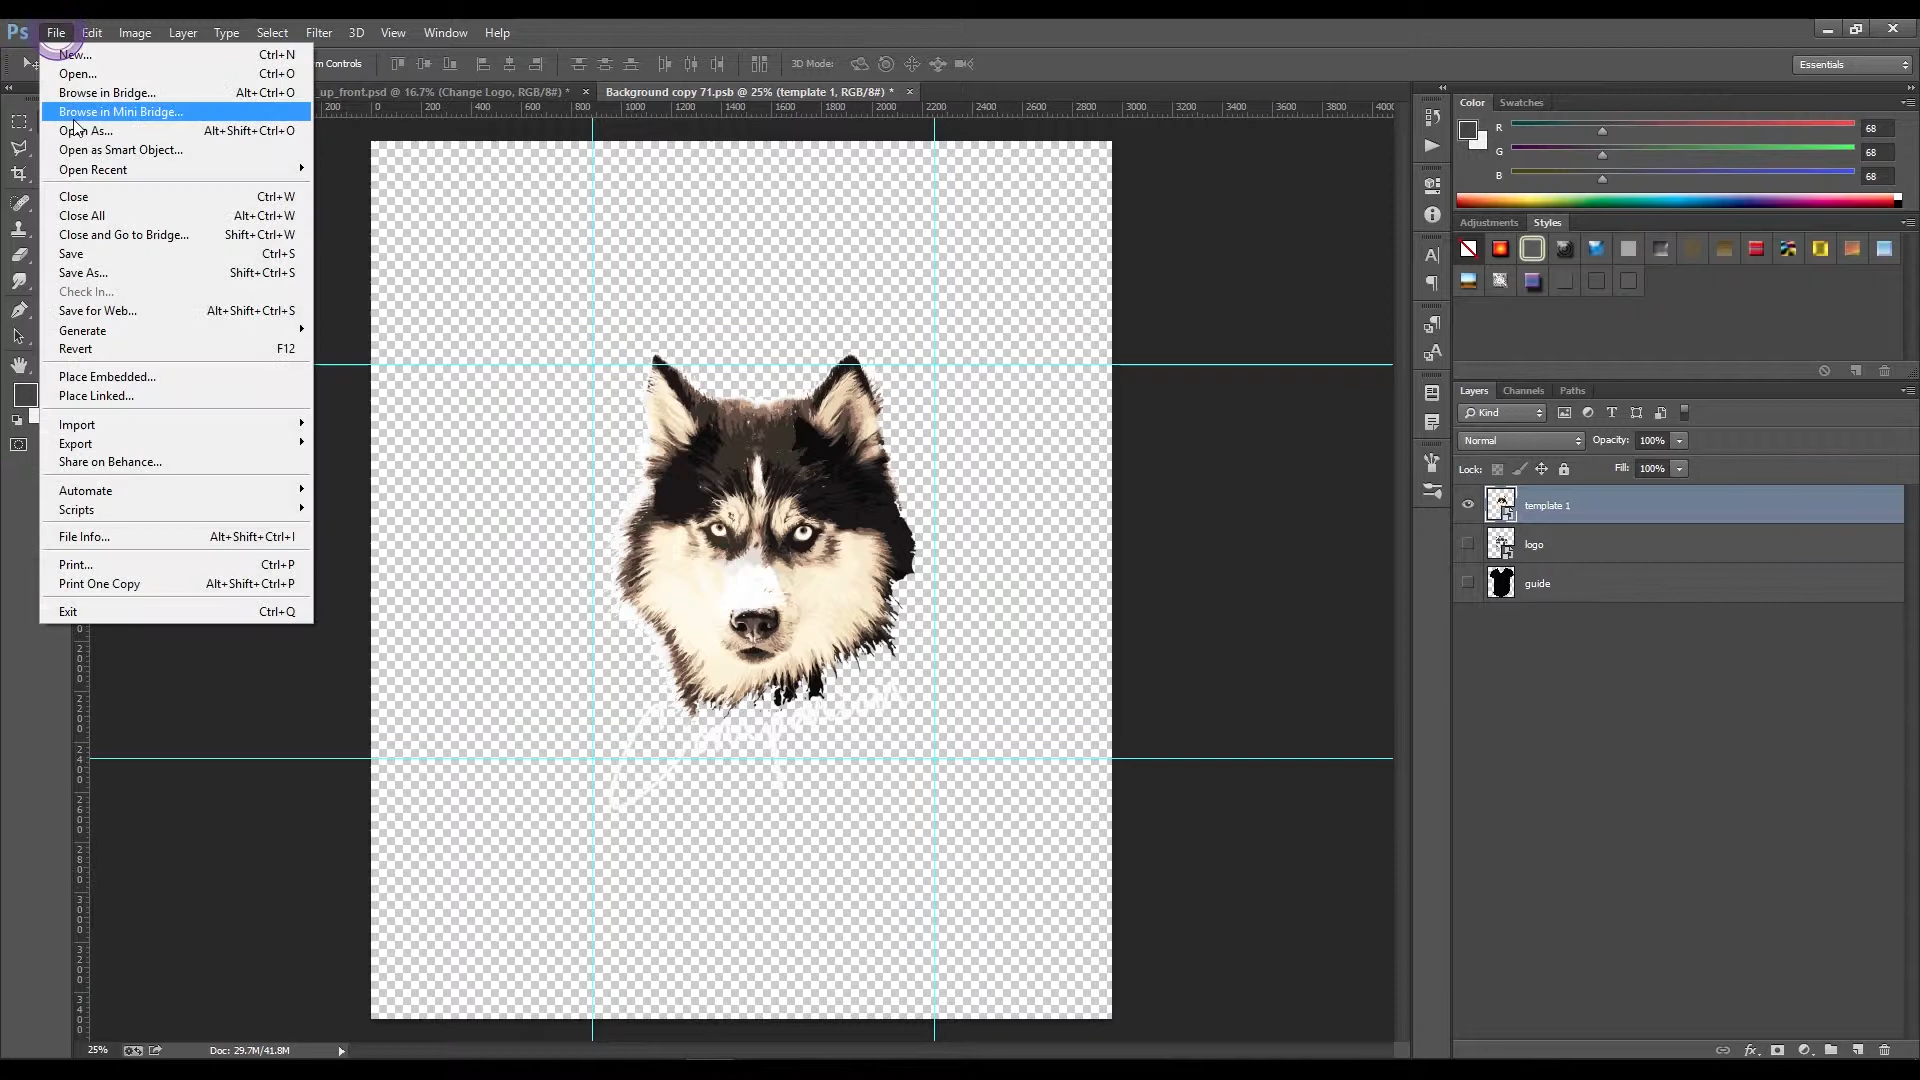 Ps File Edit Image Layer Type Select Filter 3D View Window Help
New... Ctrl+N
Open... Ctrl+O
Browse in Bridge... Alt+Ctrl+O
Browse in Mini Bridge...
Open As... Alt+Shift+Ctrl+O
Open as Smart Object...
Open Recent
Close Ctrl+W
Close All Alt+Ctrl+W
Close and Go to Bridge... Shift+Ctrl+W
Save Ctrl+S
Save As... Shift+Ctrl+S
Check In...
Save for Web... Alt+Shift+Ctrl+S
Generate
Revert F12
Place Embedded...
Place Linked...
Import
Export
Share on Behance...
Automate
Scripts
File Info... Alt+Shift+Ctrl+I
Print... Ctrl+P
Print One Copy Alt+Shift+Ctrl+P
Exit Ctrl+Q
m Controls 3D Mode: Essentials
_up_front.psd @ 16.7% (Change Logo, RGB/8#) * × Background copy 71.psb @ 25% (template 1, RGB/8#) * ×
200 0 200 400 600 800 1000 1200 1400 1600 1800 2000 2200 2400 2600 2800 3000 3200 3400 3600 3800 4000
Color Swatches
R 68
G 68
B 68
Adjustments Styles
Layers Channels Paths
Kind
Normal Opacity: 100%
Lock: Fill: 100%
template 1
logo
guide
25% Doc: 29.7M/41.8M